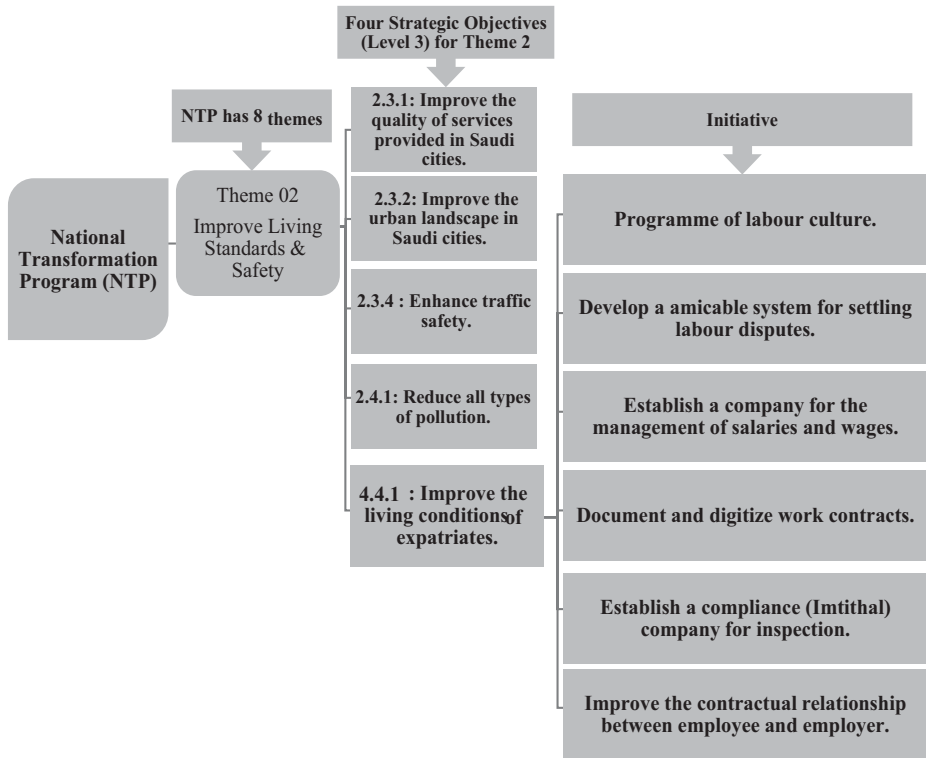 Four Strategic Objectives
(Level 3) for Theme 2
NTP has 8 themes
2.3.1: Improve the
quality of services
provided in Saudi
cities.
Initiative
National
Transformation
Program (NTP)
Theme 02
Improve Living
Standards &
Safety
2.3.2: Improve the
urban landscape in
Saudi cities.
2.3.4 : Enhance traffic
safety.
2.4.1: Reduce all types
of pollution.
4.4.1 : Improve the
living conditions of
expatriates.
Programme of labour culture.
Develop a amicable system for settling
labour disputes.
Establish a company for the
management of salaries and wages.
Document and digitize work contracts.
Establish a compliance (Imtithal)
company for inspection.
Improve the contractual relationship
between employee and employer.